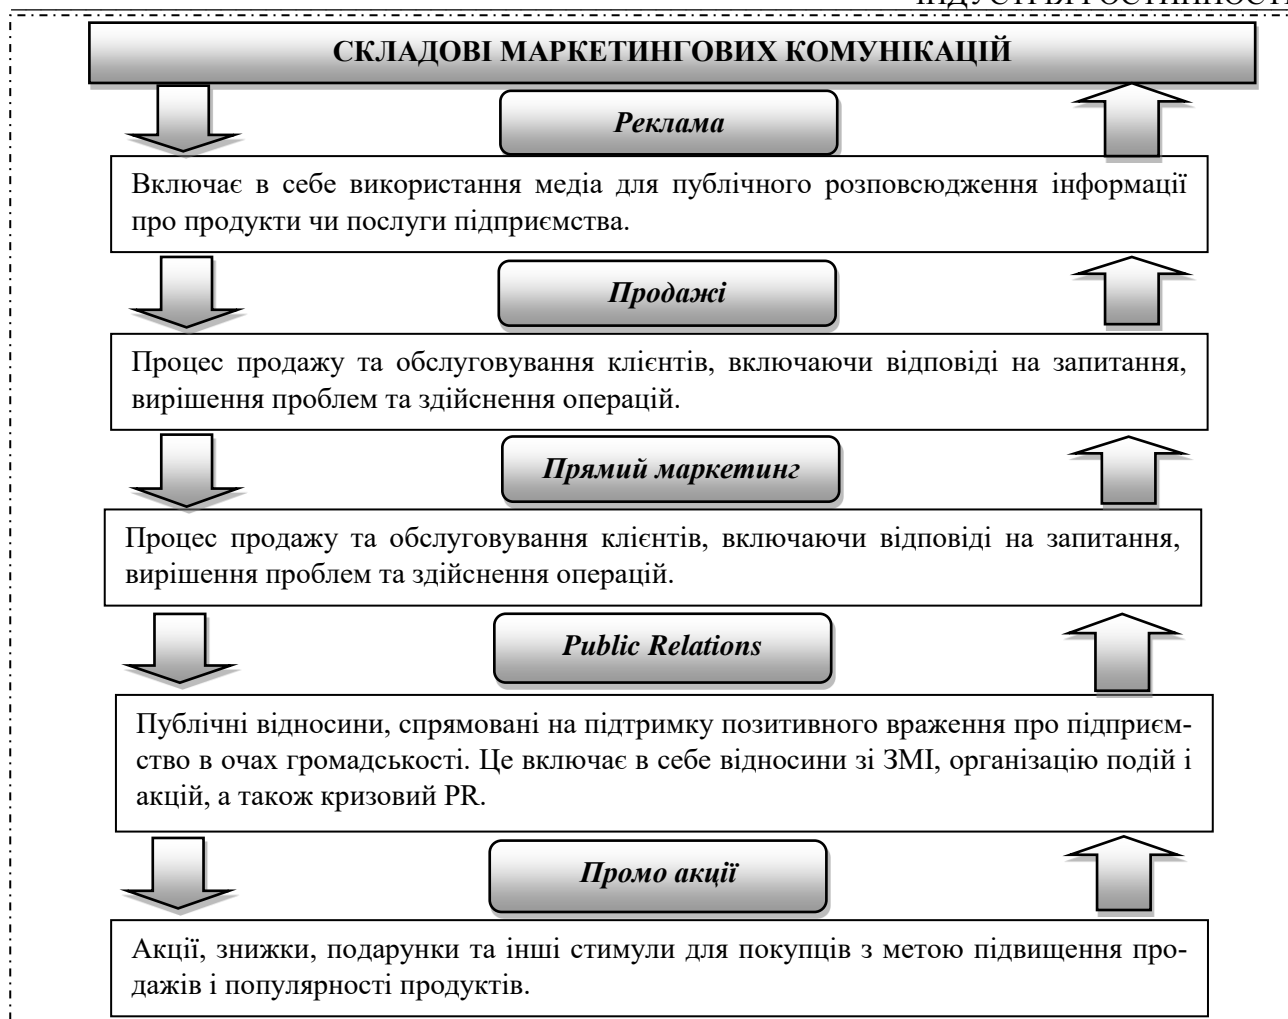 СКЛАДОВІ МАРКЕТИНГОВИХ КОМУНІКАЦІЙ
Реклама
Включає в себе використання медіа для публічного розповсюдження інформації
про продукти чи послуги підприємства.
Продажі
Процес продажу та обслуговування клієнтів, включаючи відповіді на запитання,
вирішення проблем та здійснення операцій.
Прямий маркетинг
Процес продажу та обслуговування клієнтів, включаючи відповіді на запитання,
вирішення проблем та здійснення операцій.
Public Relations
Публічні відносини, спрямовані на підтримку позитивного враження про підприєм-
ство в очах громадськості. Це включає в себе відносини зі ЗМІ, організацію подій і
акцій, а також кризовий PR.
Промо акції
Акції, знижки, подарунки та інші стимули для покупців з метою підвищення про-
дажів і популярності продуктів.